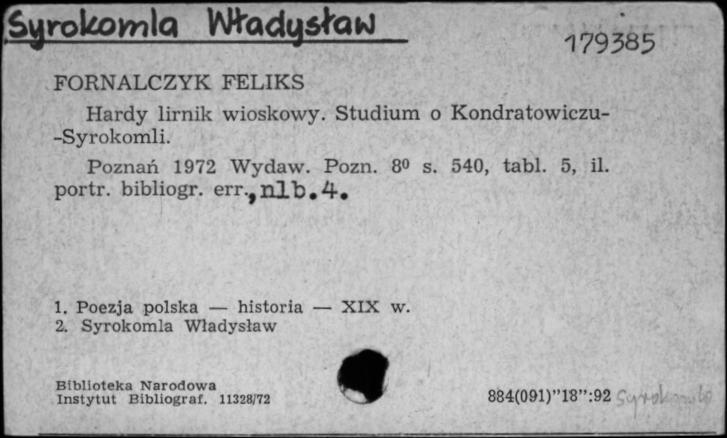 Syrokomla Władysław
179385
FORNALCZYK FELIKS
Hardy lirnik wioskowy. Studium o Kondratowiczu-
-Syrokomli.
Poznań 1972 Wydaw. Pozn. 8⁰ s. 540, tabl. 5, il.
portr. bibliogr. err., nlb. 4.
1. Poezja polska — historia — XIX w.
2. Syrokomla Władysław
Biblioteka Narodowa
Instytut Bibliograf. 11328/72
884(091)"18":92 Syrokomla